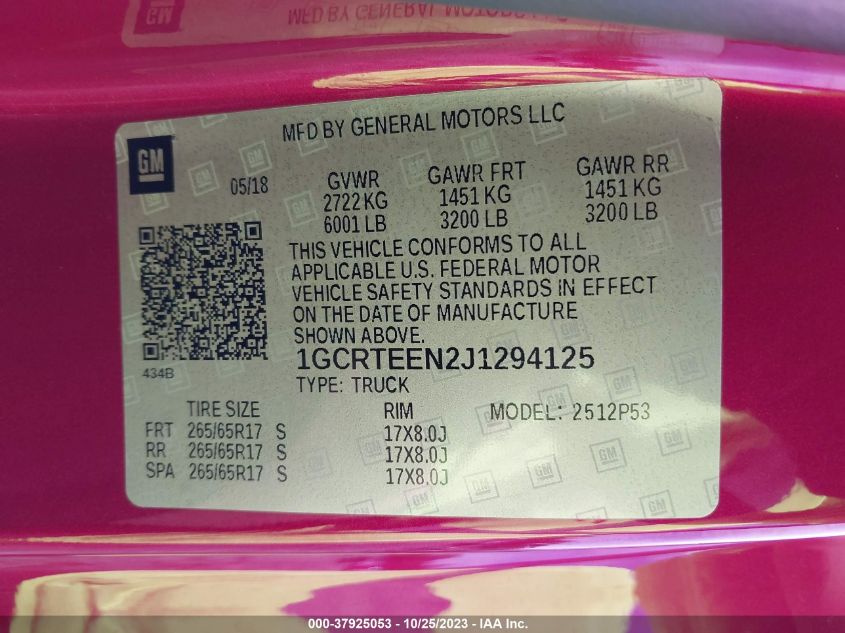 MFD BY GENERAL MOTORS LLC
GM
05/18
GVWR GAWR FRT GAWR RR
2722 KG 1451 KG 1451 KG
6001 LB 3200 LB 3200 LB
THIS VEHICLE CONFORMS TO ALL
APPLICABLE U.S. FEDERAL MOTOR
VEHICLE SAFETY STANDARDS IN EFFECT
ON THE DATE OF MANUFACTURE
SHOWN ABOVE.
434B
1GCRTEEN2J1294125
TYPE: TRUCK
TIRE SIZE RIM MODEL: 2512P53
FRT 265/65R17 S 17X8.0J
RR 265/65R17 S 17X8.0J
SPA 265/65R17 S 17X8.0J
000-37925053 - 10/25/2023 - IAA Inc.